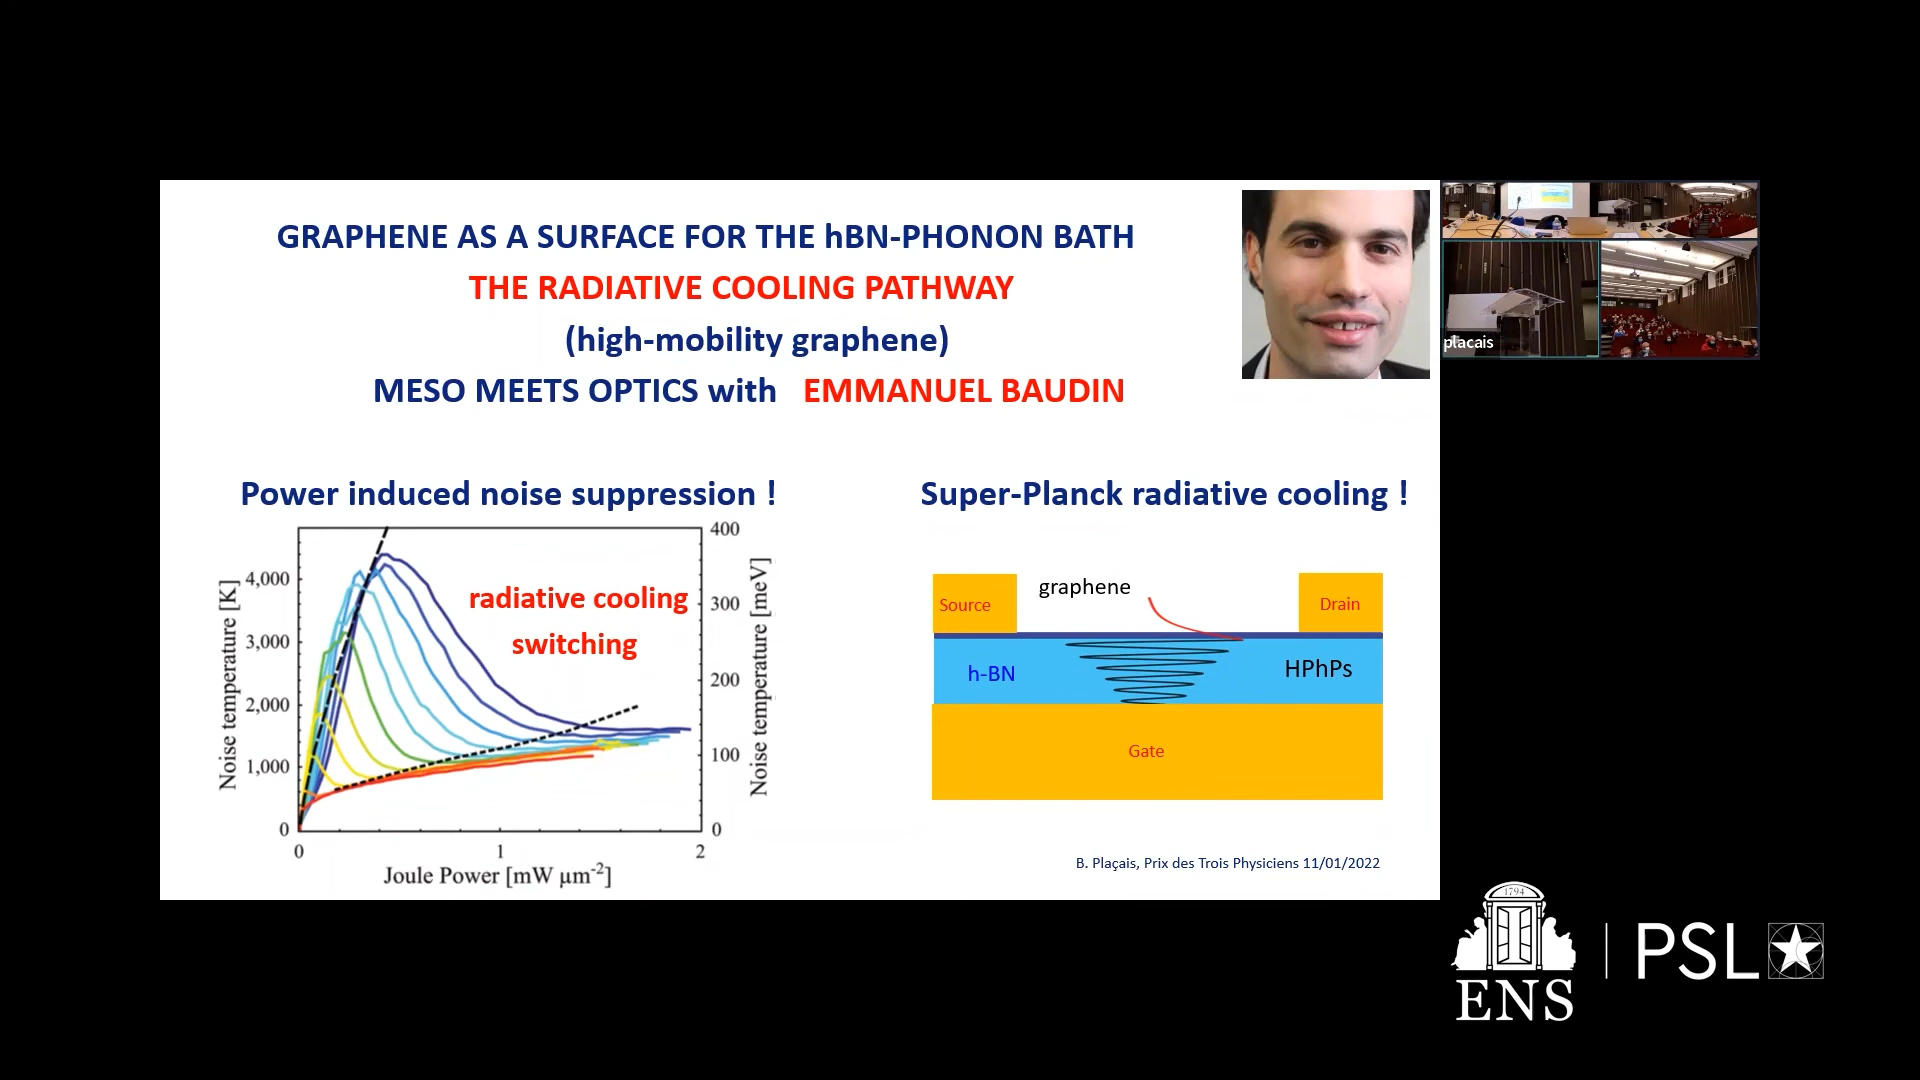 GRAPHENE AS A SURFACE FOR THE hBN-PHONON BATH
THE RADIATIVE COOLING PATHWAY
(high-mobility graphene)
MESO MEETS OPTICS with EMMANUEL BAUDIN
placais
Power induced noise suppression !
Noise temperature [K]
4,000
3,000
2,000
1,000
0
radiative cooling
switching
400
300
200
100
0
Noise temperature [meV]
0
1
2
Joule Power [mW µm⁻²]
Super-Planck radiative cooling !
Source
graphene
Drain
h-BN
HPhPs
Gate
B. Plaçais, Prix des Trois Physiciens 11/01/2022
1794
ENS
PSL